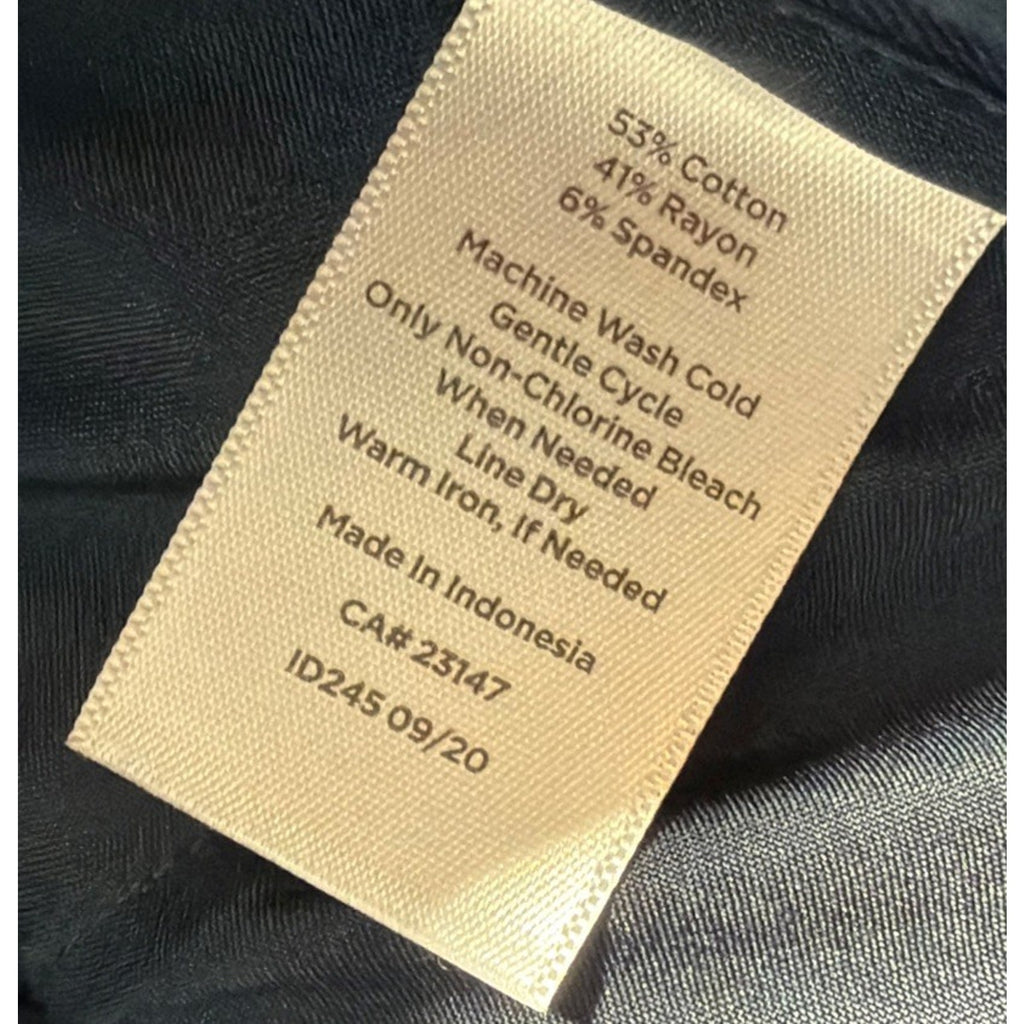 53% Cotton
41% Rayon
6% Spandex
Machine Wash Cold
Gentle Cycle
Only Non-Chlorine Bleach
When Needed
Line Dry
Warm Iron, If Needed
Made In Indonesia
CA# 23147
ID245 09/20